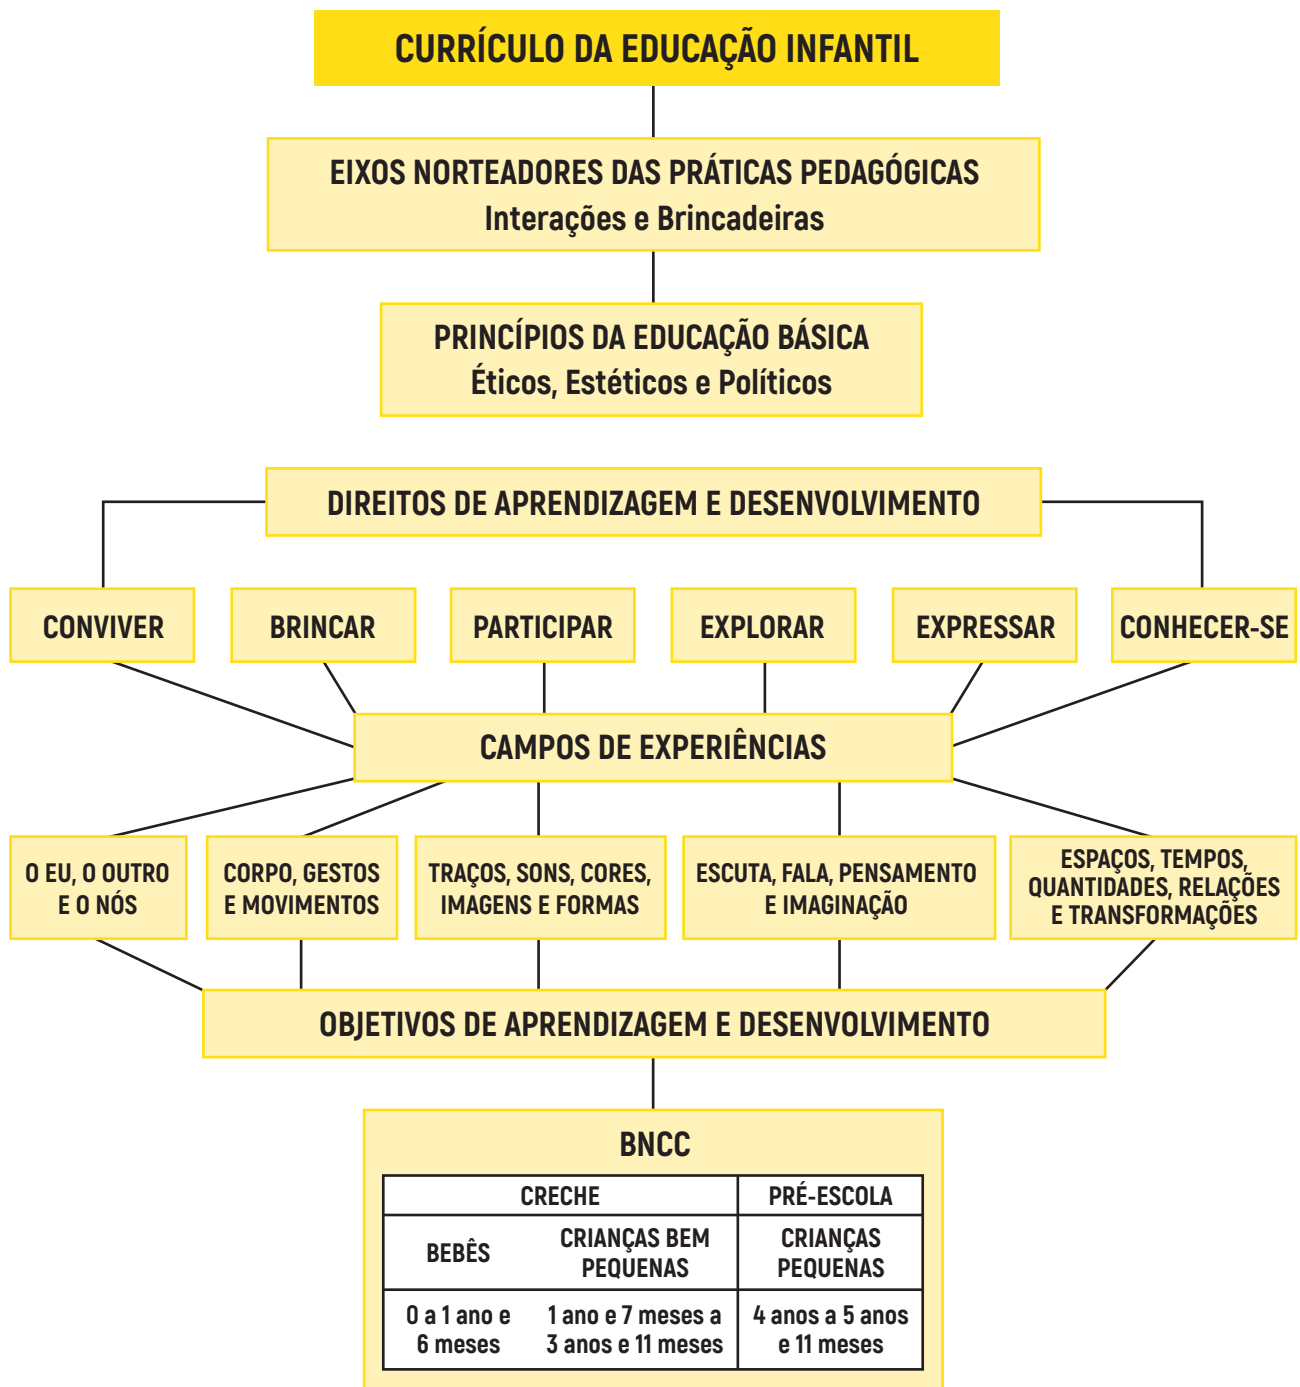 CURRÍCULO DA EDUCAÇÃO INFANTIL
EIXOS NORTEADORES DAS PRÁTICAS PEDAGÓGICAS
Interações e Brincadeiras
PRINCÍPIOS DA EDUCAÇÃO BÁSICA
Éticos, Estéticos e Políticos
DIREITOS DE APRENDIZAGEM E DESENVOLVIMENTO
CONVIVER
BRINCAR
PARTICIPAR
EXPLORAR
EXPRESSAR
CONHECER-SE
CAMPOS DE EXPERIÊNCIAS
O EU, O OUTRO
E O NÓS
CORPO, GESTOS
E MOVIMENTOS
TRAÇOS, SONS, CORES,
IMAGENS E FORMAS
ESCUTA, FALA, PENSAMENTO
E IMAGINAÇÃO
ESPAÇOS, TEMPOS,
QUANTIDADES, RELAÇÕES
E TRANSFORMAÇÕES
OBJETIVOS DE APRENDIZAGEM E DESENVOLVIMENTO
BNCC
CRECHE
PRÉ-ESCOLA
BEBÊS
CRIANÇAS BEM
PEQUENAS
CRIANÇAS
PEQUENAS
0 a 1 ano e
6 meses
1 ano e 7 meses a
3 anos e 11 meses
4 anos a 5 anos
e 11 meses